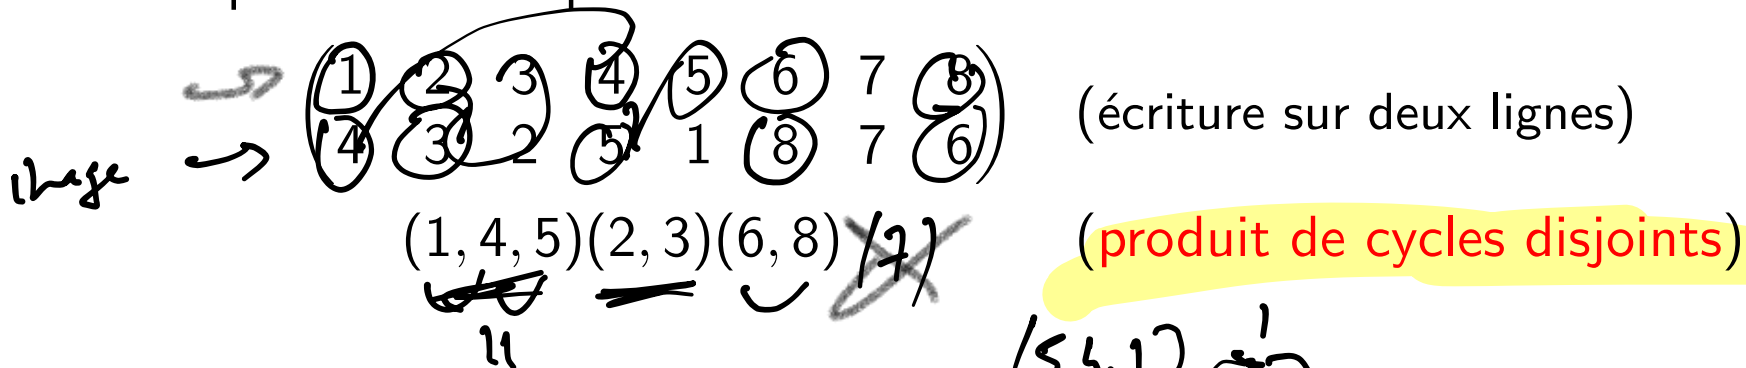 1 2 3 4 5 6 7 8
(écriture sur deux lignes)
image 4 3 2 5 1 8 7 6
(1, 4, 5)(2, 3)(6, 8) (7) (produit de cycles disjoints)